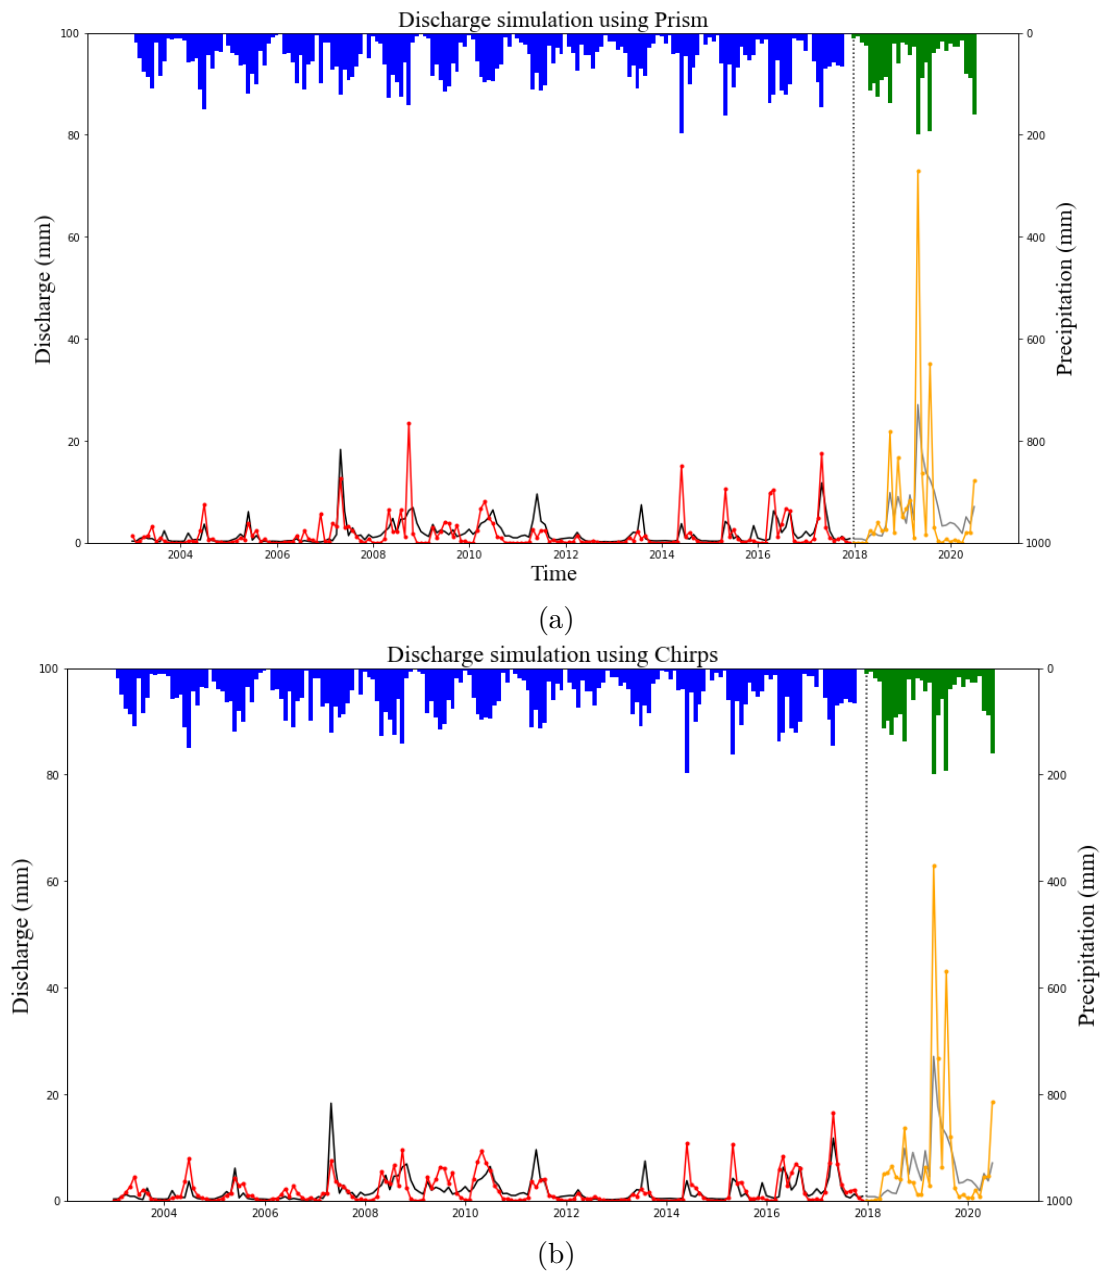 Discharge simulation using Prism
100
80
60
40
20
0
Discharge (mm)
0
200
400
600
800
1000
Precipitation (mm)
2004 2006 2008 2010 2012 2014 2016 2018 2020
Time
(a)
Discharge simulation using Chirps
100
80
60
40
20
0
Discharge (mm)
0
200
400
600
800
1000
Precipitation (mm)
2004 2006 2008 2010 2012 2014 2016 2018 2020
(b)